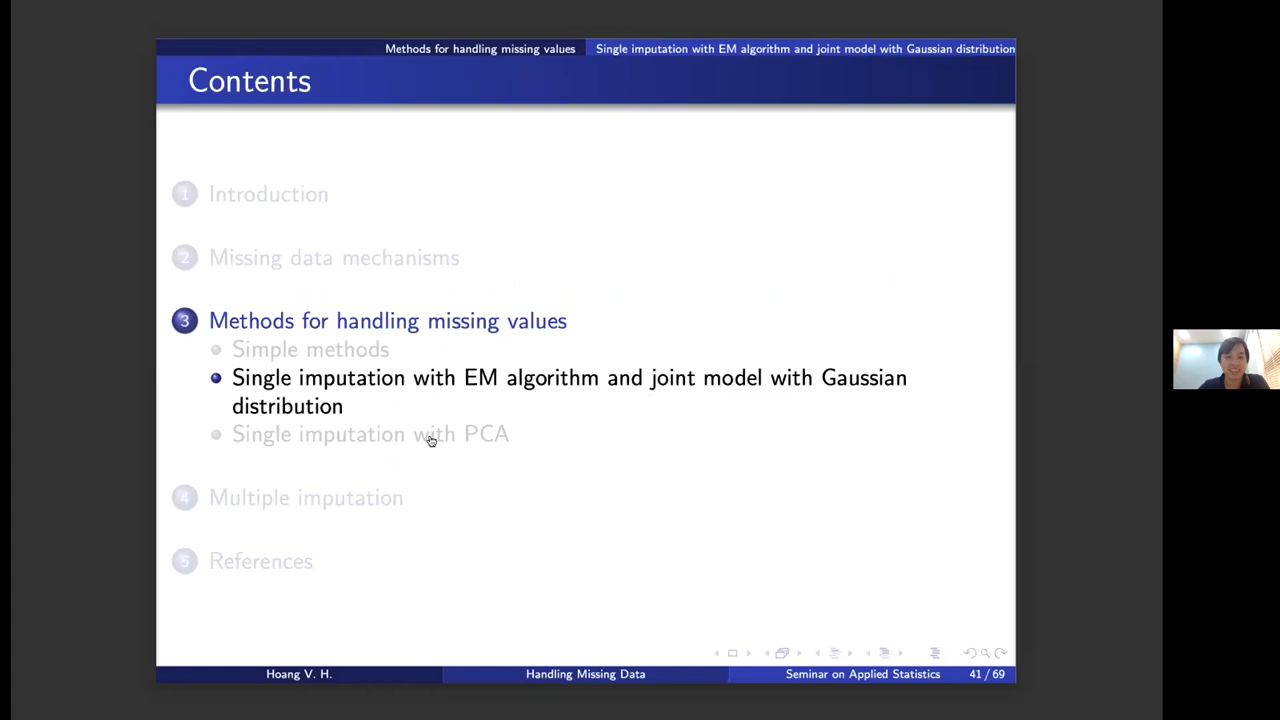 Methods for handling missing values
Single imputation with EM algorithm and joint model with Gaussian distribution
Contents
1 Introduction
2 Missing data mechanisms
3 Methods for handling missing values
Simple methods
Single imputation with EM algorithm and joint model with Gaussian
distribution
Single imputation with PCA
4 Multiple imputation
5 References
Hoang V. H.
Handling Missing Data
Seminar on Applied Statistics
41 / 69